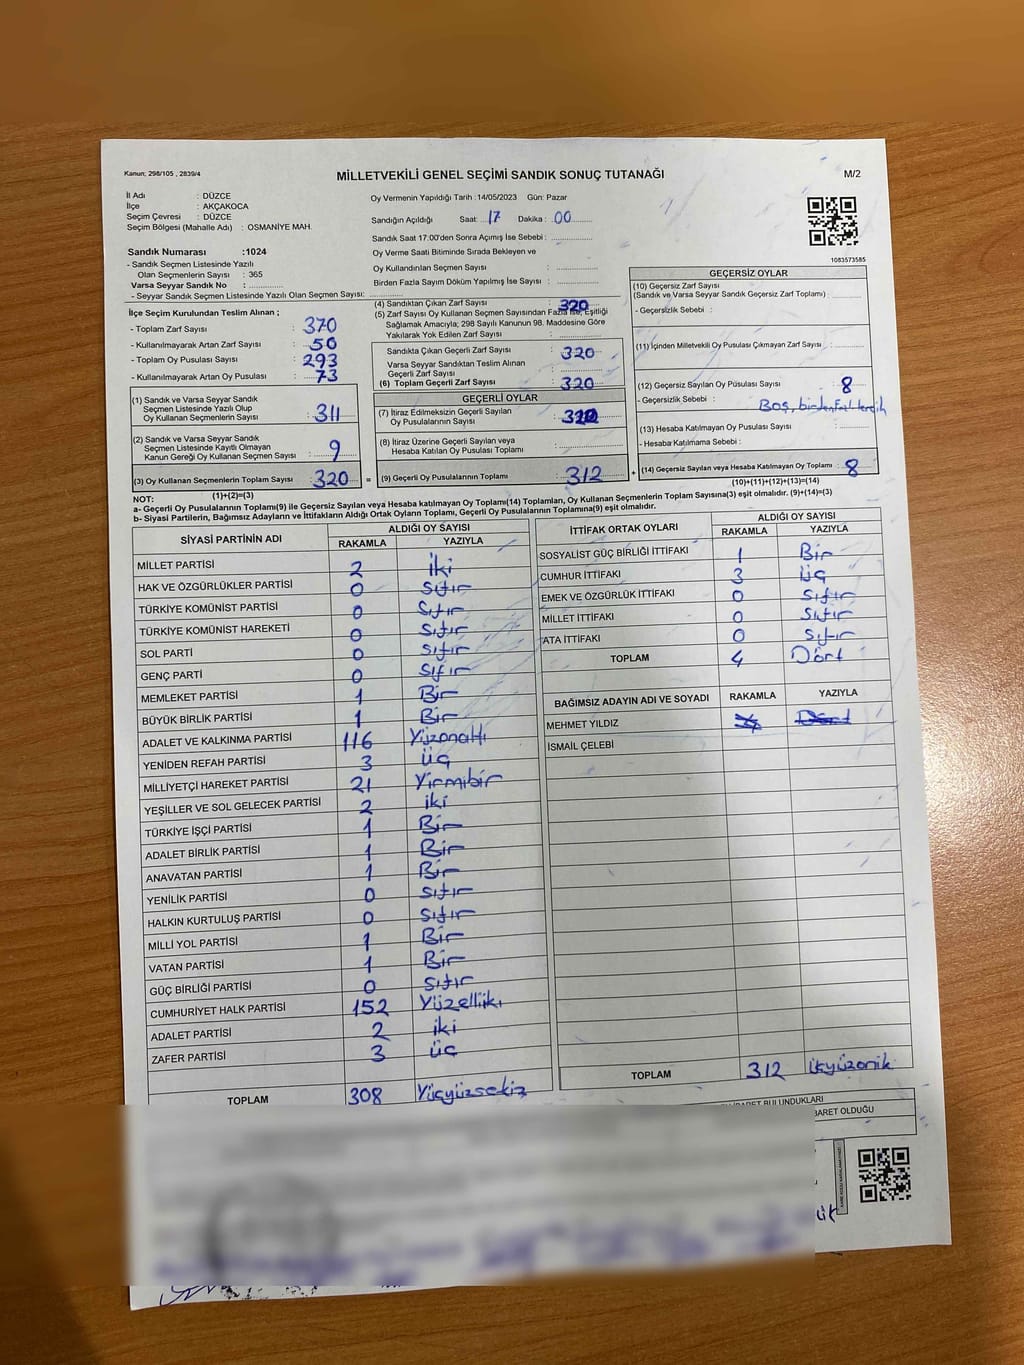 Kanun; 298/105 , 2839/4
MİLLETVEKİLİ GENEL SEÇİMİ SANDIK SONUÇ TUTANAĞI
M/2
İl Adı : DÜZCE
İlçe : AKÇAKOCA
Seçim Çevresi : DÜZCE
Seçim Bölgesi (Mahalle Adı) : OSMANİYE MAH.
Sandık Numarası :1024
- Sandık Seçmen Listesinde Yazılı
Olan Seçmenlerin Sayısı : 365
Varsa Seyyar Sandık No :
- Seyyar Sandık Seçmen Listesinde Yazılı Olan Seçmen Sayısı:
Oy Vermenin Yapıldığı Tarih :14/05/2023 Gün: Pazar
Sandığın Açıldığı Saat: 17 Dakika : 00
Sandık Saat 17:00'den Sonra Açımış İse Sebebi :
Oy Verme Saati Bitiminde Sırada Bekleyen ve
Oy Kullandırılan Seçmen Sayısı :
Birden Fazla Sayım Döküm Yapılmış İse Sayısı :
1083573585
İlçe Seçim Kurulundan Teslim Alınan ;
- Toplam Zarf Sayısı : 370
- Kullanılmayarak Artan Zarf Sayısı : 50
- Toplam Oy Pusulası Sayısı : 293
- Kullanılmayarak Artan Oy Pusulası : 73
(1) Sandık ve Varsa Seyyar Sandık
Seçmen Listesinde Yazılı Olup
Oy Kullanan Seçmenlerin Sayısı : 311
(2) Sandık ve Varsa Seyyar Sandık
Seçmen Listesinde Kayıtlı Olmayan
Kanun Gereği Oy Kullanan Seçmen Sayısı : 9
(3) Oy Kullanan Seçmenlerin Toplam Sayısı : 320
(1)+(2)=(3)
(4) Sandıktan Çıkan Zarf Sayısı : 320
(5) Zarf Sayısı Oy Kullanan Seçmen Sayısından Fazla ise, Eşitliği
Sağlamak Amacıyla; 298 Sayılı Kanunun 98. Maddesine Göre
Yakılarak Yok Edilen Zarf Sayısı :
Sandıkta Çıkan Geçerli Zarf Sayısı : 320
Varsa Seyyar Sandıktan Teslim Alınan
Geçerli Zarf Sayısı :
(6) Toplam Geçerli Zarf Sayısı : 320
GEÇERLİ OYLAR
(7) İtiraz Edilmeksizin Geçerli Sayılan
Oy Pusulalarının Sayısı :
(8) İtiraz Üzerine Geçerli Sayılan veya
Hesaba Katılan Oy Pusulası Toplamı :
= (9) Geçerli Oy Pusulalarının Toplamı : 312
GEÇERSİZ OYLAR
(10) Geçersiz Zarf Sayısı
(Sandık ve Varsa Seyyar Sandık Geçersiz Zarf Toplamı) :
- Geçersizlik Sebebi :
(11) İçinden Milletvekili Oy Pusulası Çıkmayan Zarf Sayısı :
(12) Geçersiz Sayılan Oy Pusulası Sayısı : 8
- Geçersizlik Sebebi : Boş, birden Fal tercih
(13) Hesaba Katılmayan Oy Pusulası Sayısı :
- Hesaba Katılmama Sebebi :
+ (14) Geçersiz Sayılan veya Hesaba Katılmayan Oy Toplamı : 8
(10)+(11)+(12)+(13)=(14)
NOT:
a- Geçerli Oy Pusulalarının Toplamı(9) ile Geçersiz Sayılan veya Hesaba katılmayan Oy Toplamı(14) Toplamları, Oy Kullanan Seçmenlerin Toplam Sayısına(3) eşit olmalıdır. (9)+(14)=(3)
b- Siyasi Partilerin, Bağımsız Adayların ve İttifakların Aldığı Ortak Oyların Toplamı, Geçerli Oy Pusulalarının Toplamına(9) eşit olmalıdır.
SİYASİ PARTİNİN ADI ALDIĞI OY SAYISI
RAKAMLA YAZIYLA
MİLLET PARTİSİ 2 iki
HAK VE ÖZGÜRLÜKLER PARTİSİ 0 Sıfır
TÜRKİYE KOMÜNİST PARTİSİ 0 Sıfır
TÜRKİYE KOMÜNİST HAREKETİ 0 Sıfır
SOL PARTİ 0 Sıfır
GENÇ PARTİ 0 Sıfır
MEMLEKET PARTİSİ 1 Bir
BÜYÜK BİRLİK PARTİSİ 1 Bir
ADALET VE KALKINMA PARTİSİ 116 Yüzonaltı
YENİDEN REFAH PARTİSİ 3 üç
MİLLİYETÇİ HAREKET PARTİSİ 21 Yirmibir
YEŞİLLER VE SOL GELECEK PARTİSİ 2 iki
TÜRKİYE İŞÇİ PARTİSİ 1 Bir
ADALET BİRLİK PARTİSİ 1 Bir
ANAVATAN PARTİSİ 1 Bir
YENİLİK PARTİSİ 0 Sıfır
HALKIN KURTULUŞ PARTİSİ 0 Sıfır
MİLLİ YOL PARTİSİ 1 Bir
VATAN PARTİSİ 1 Bir
GÜÇ BİRLİĞİ PARTİSİ 0 Sıfır
CUMHURİYET HALK PARTİSİ 152 Yüzelliiki
ADALET PARTİSİ 2 iki
ZAFER PARTİSİ 3 üç
TOPLAM 308 Yüçyüzsekiz
İTTİFAK ORTAK OYLARI ALDIĞI OY SAYISI
RAKAMLA YAZIYLA
SOSYALİST GÜÇ BİRLİĞİ İTTİFAKI 1 Bir
CUMHUR İTTİFAKI 3 üç
EMEK VE ÖZGÜRLÜK İTTİFAKI 0 Sıfır
MİLLET İTTİFAKI 0 Sıfır
ATA İTTİFAKI 0 Sıfır
TOPLAM 4 Dört
BAĞIMSIZ ADAYIN ADI VE SOYADI RAKAMLA YAZIYLA
MEHMET YILDIZ
İSMAİL ÇELEBİ
TOPLAM 312 üçyüzonik
BULUNDUKLARI
BARET OLDUĞU